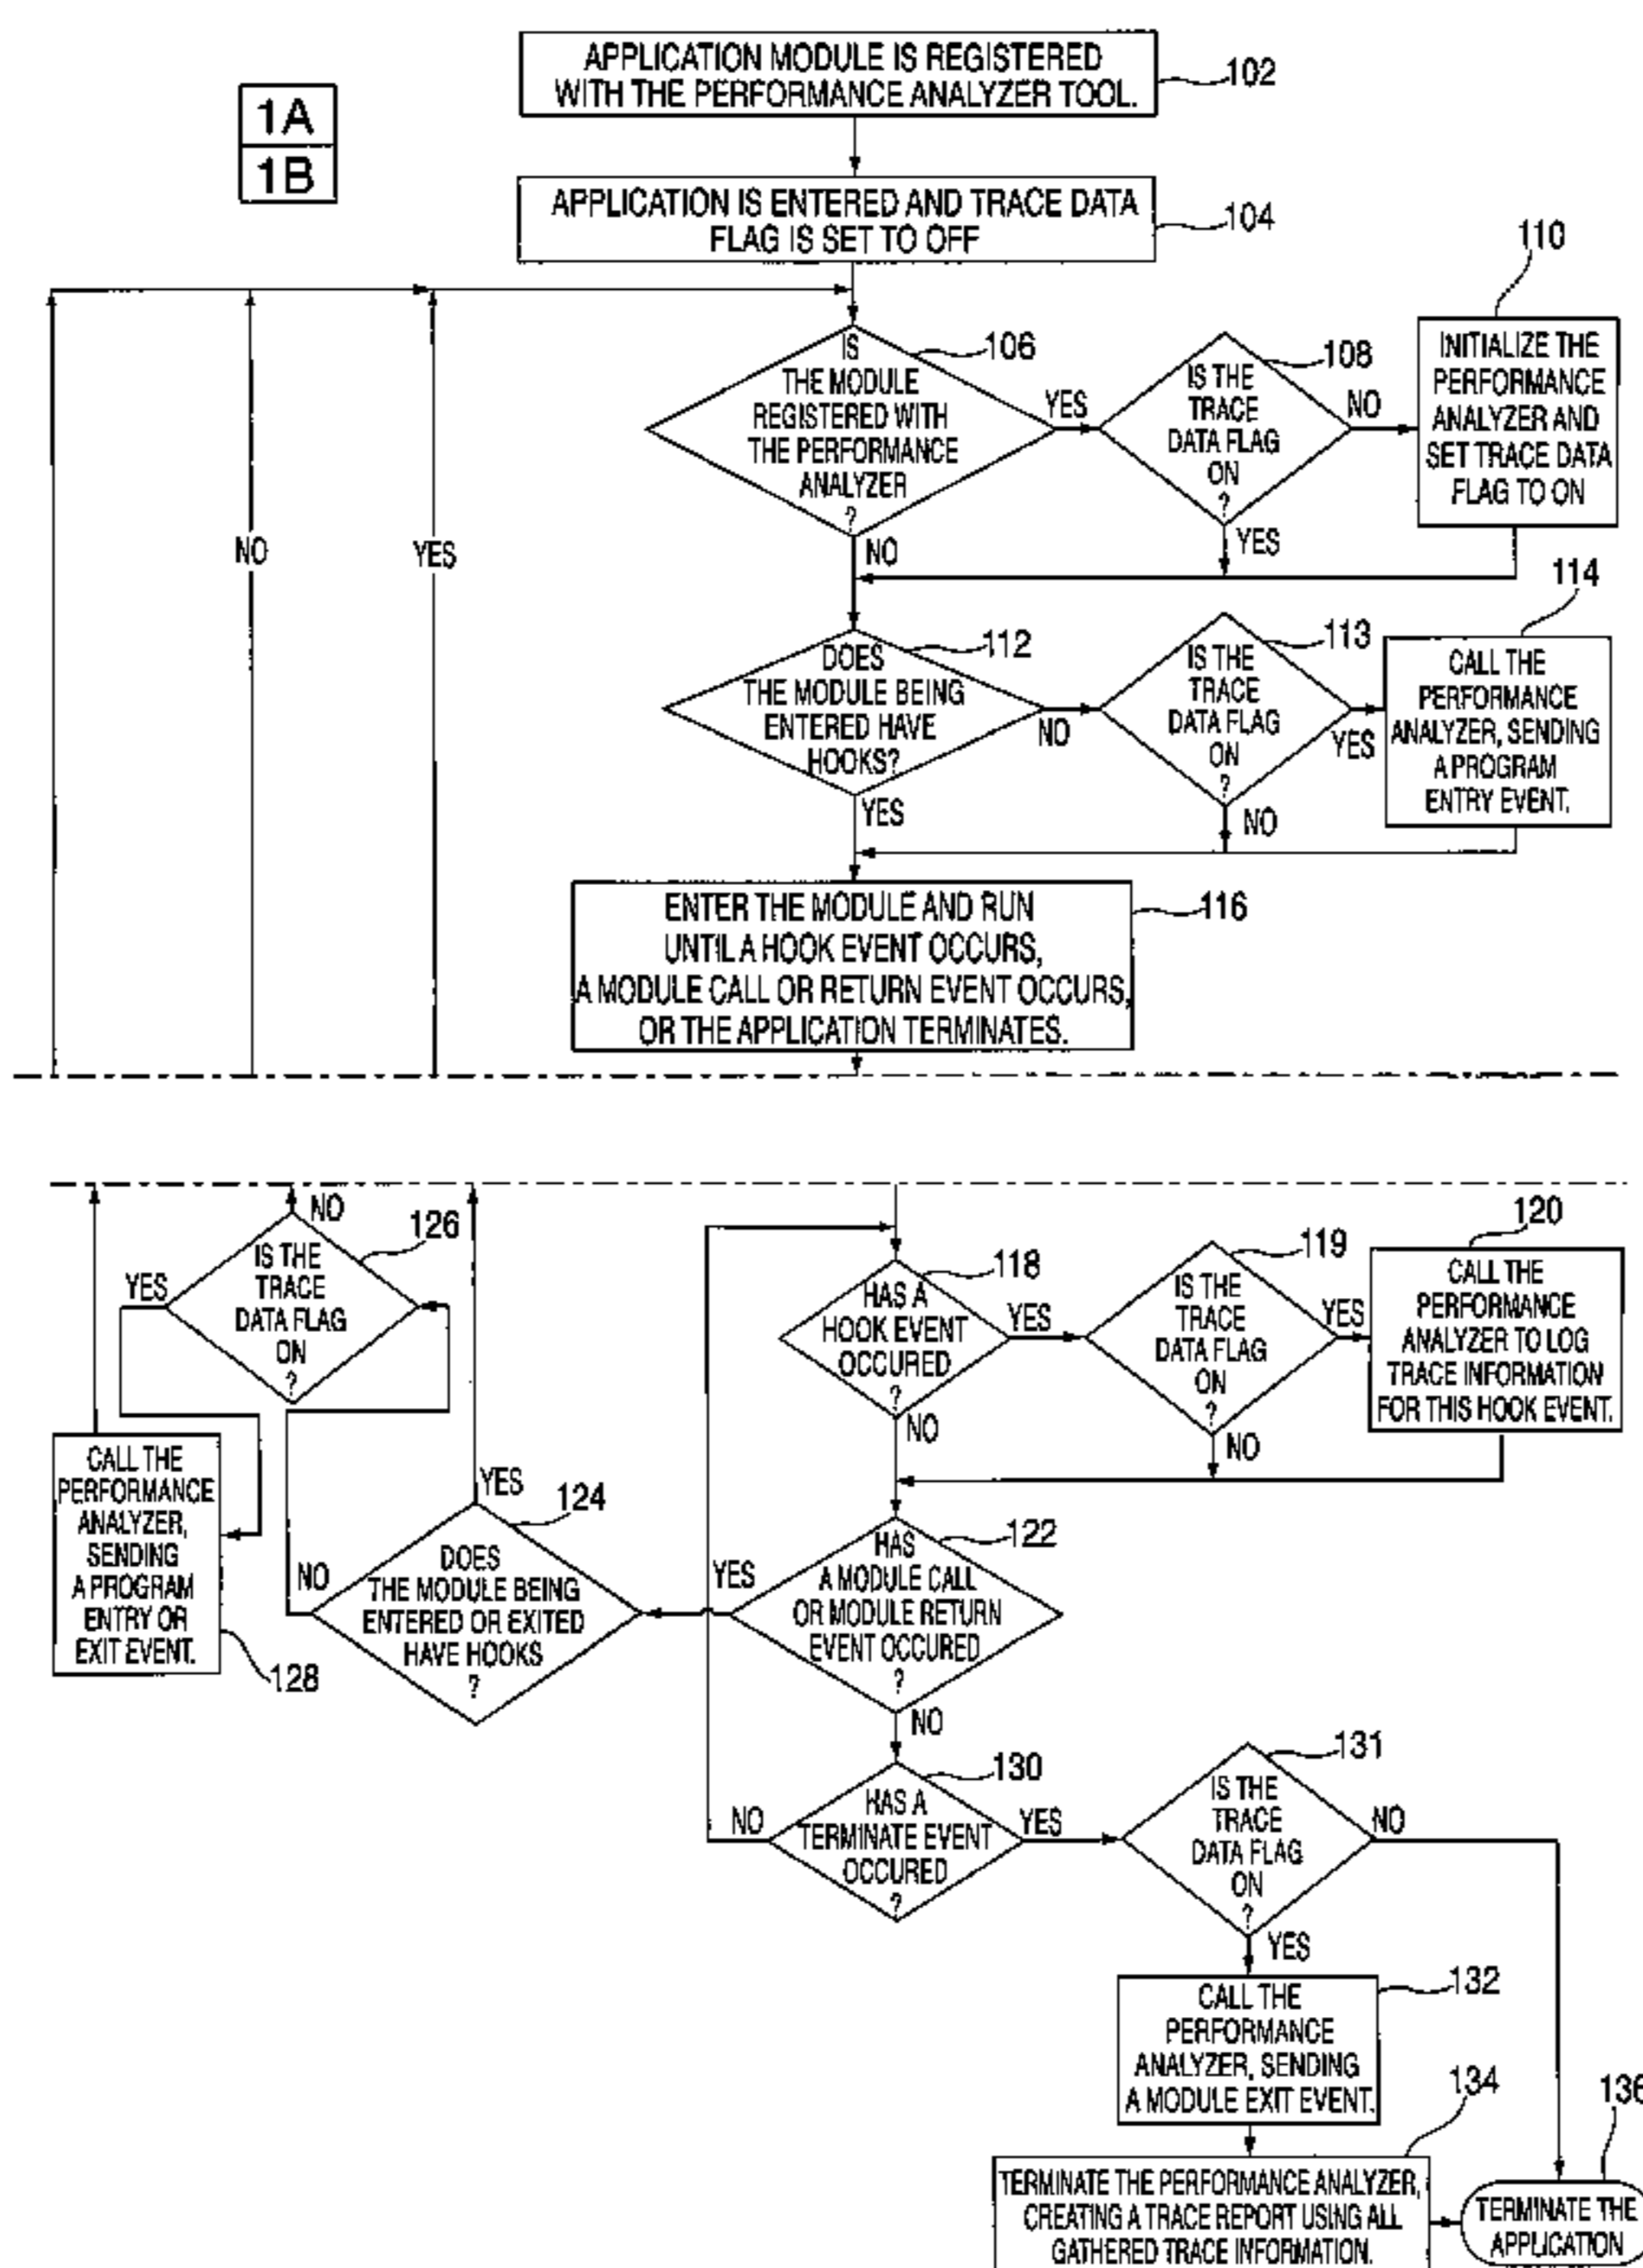 APPLICATION MODULE IS REGISTERED
WITH THE PERFORMANCE ANALYZER TOOL.
102
1A
1B
APPLICATION IS ENTERED AND TRACE DATA
FLAG IS SET TO OFF
104
110
IS
THE MODULE
REGISTERED WITH
THE PERFORMANCE
ANALYZER
?
106
YES
IS THE
TRACE
DATA FLAG
ON
?
108
NO
INITIALIZE THE
PERFORMANCE
ANALYZER AND
SET TRACE DATA
FLAG TO ON
NO
YES
NO
YES
114
DOES
THE MODULE BEING
ENTERED HAVE
HOOKS?
112
NO
IS THE
TRACE
DATA FLAG
ON
?
113
YES
CALL THE
PERFORMANCE
ANALYZER, SENDING
A PROGRAM
ENTRY EVENT.
YES
NO
ENTER THE MODULE AND RUN
UNTIL A HOOK EVENT OCCURS,
A MODULE CALL OR RETURN EVENT OCCURS,
OR THE APPLICATION TERMINATES.
116
NO
126
YES
IS THE
TRACE
DATA FLAG
ON
?
118
HAS A
HOOK EVENT
OCCURED
?
YES
119
IS THE
TRACE
DATA FLAG
ON
?
YES
120
CALL THE
PERFORMANCE
ANALYZER TO LOG
TRACE INFORMATION
FOR THIS HOOK EVENT.
NO
NO
CALL THE
PERFORMANCE
ANALYZER,
SENDING
A PROGRAM
ENTRY OR
EXIT EVENT.
128
YES
124
NO
DOES
THE MODULE BEING
ENTERED OR EXITED
HAVE HOOKS
?
YES
122
HAS
A MODULE CALL
OR MODULE RETURN
EVENT OCCURED
?
NO
130
NO
HAS A
TERMINATE EVENT
OCCURED
?
YES
131
IS THE
TRACE
DATA FLAG
ON
?
NO
YES
132
CALL THE
PERFORMANCE
ANALYZER, SENDING
A MODULE EXIT EVENT.
134
136
TERMINATE THE PERFORMANCE ANALYZER,
CREATING A TRACE REPORT USING ALL
GATHERED TRACE INFORMATION.
TERMINATE THE
APPLICATION